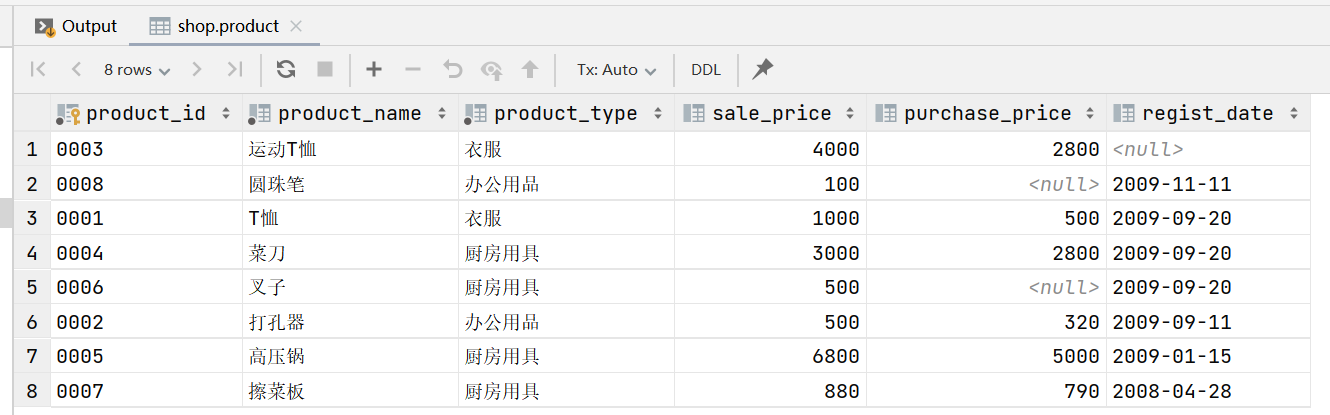 Output shop.product
8 rows Tx: Auto DDL
product_id product_name product_type sale_price purchase_price regist_date
1 0003 运动T恤 衣服 4000 2800 <null>
2 0008 圆珠笔 办公用品 100 <null> 2009-11-11
3 0001 T恤 衣服 1000 500 2009-09-20
4 0004 菜刀 厨房用具 3000 2800 2009-09-20
5 0006 叉子 厨房用具 500 <null> 2009-09-20
6 0002 打孔器 办公用品 500 320 2009-09-11
7 0005 高压锅 厨房用具 6800 5000 2009-01-15
8 0007 擦菜板 厨房用具 880 790 2008-04-28